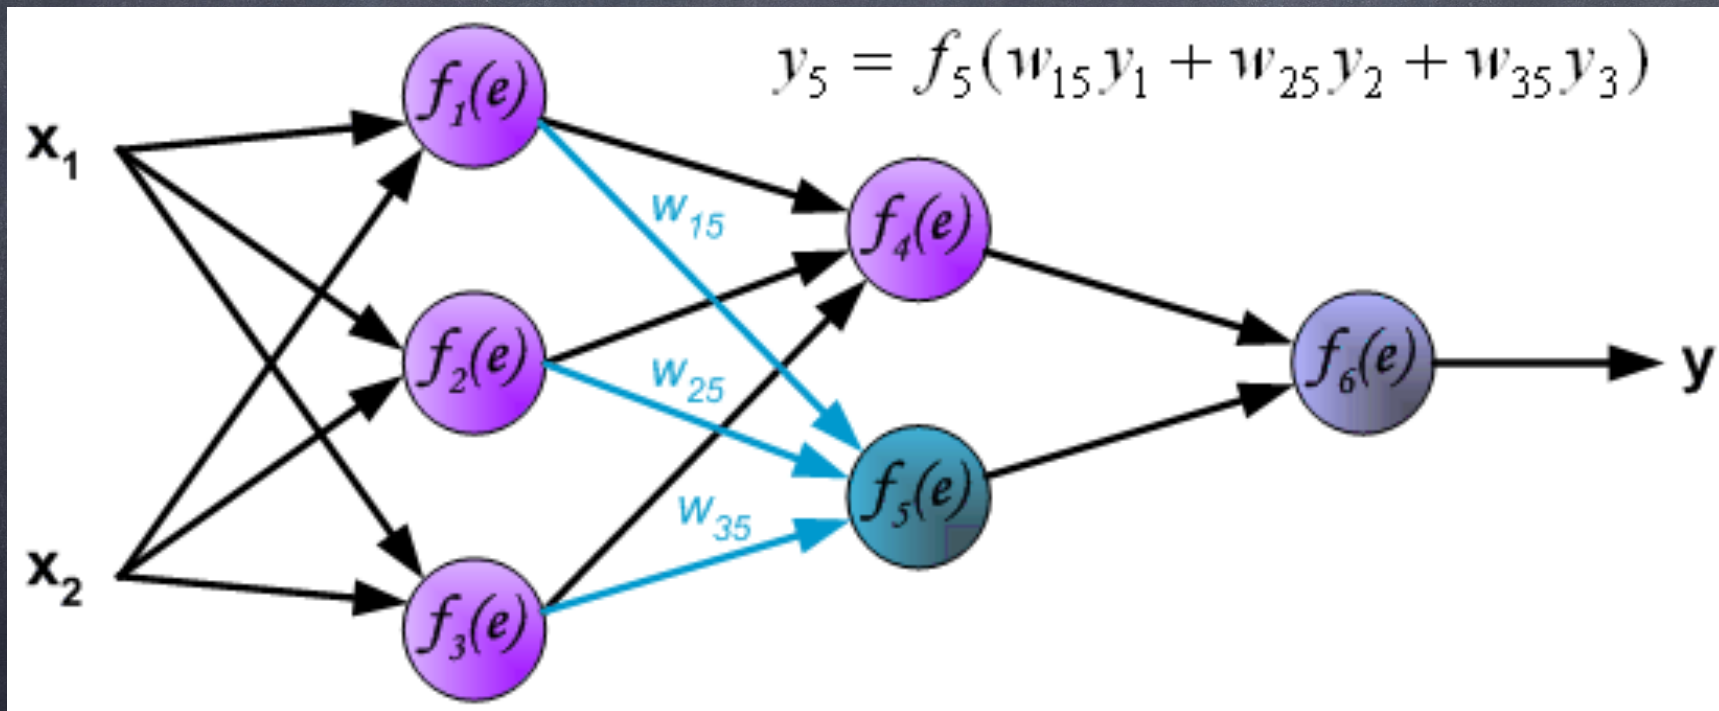 y₅ = f₅(w₁₅y₁ + w₂₅y₂ + w₃₅y₃)
f₁(e)
x₁
w₁₅
f₄(e)
f₂(e)
w₂₅
f₆(e)
y
f₅(e)
w₃₅
x₂
f₃(e)